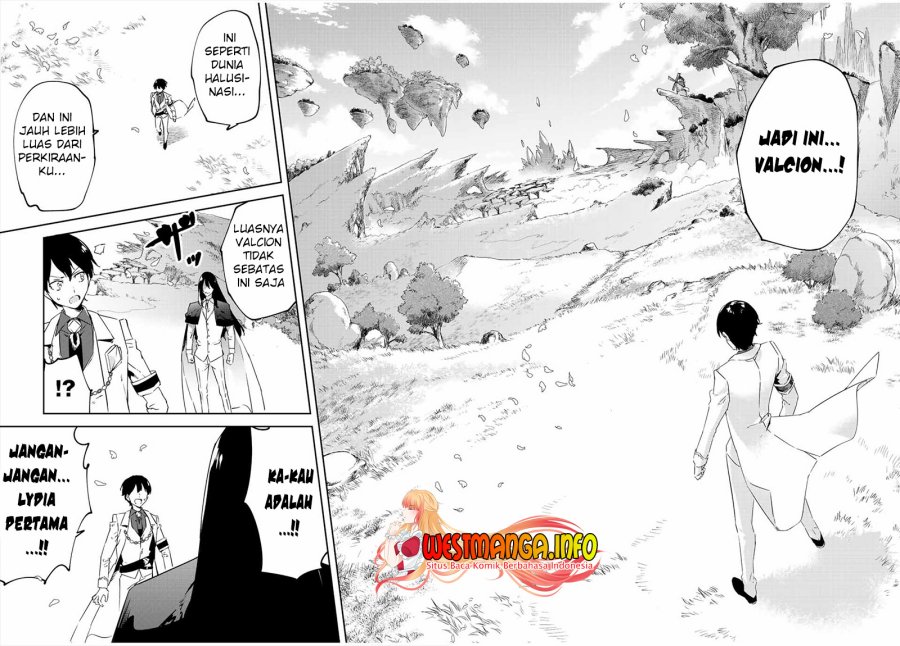 JADI INI...
VALCION...!
INI
SEPERTI
DUNIA
HALUSI-
NASI...
DAN INI
JAUH LEBIH
LUAS DARI
PERKIRAAN-
KU...
LUASNYA
VALCION
TIDAK
SEBATAS
INI SAJA
!?
KA-KAU
ADALAH
...!!
JANGAN-
JANGAN...
LYDIA
PERTAMA
...!!
WESTMANGA.INFO
Situs Baca Komik Berbahasa Indonesia